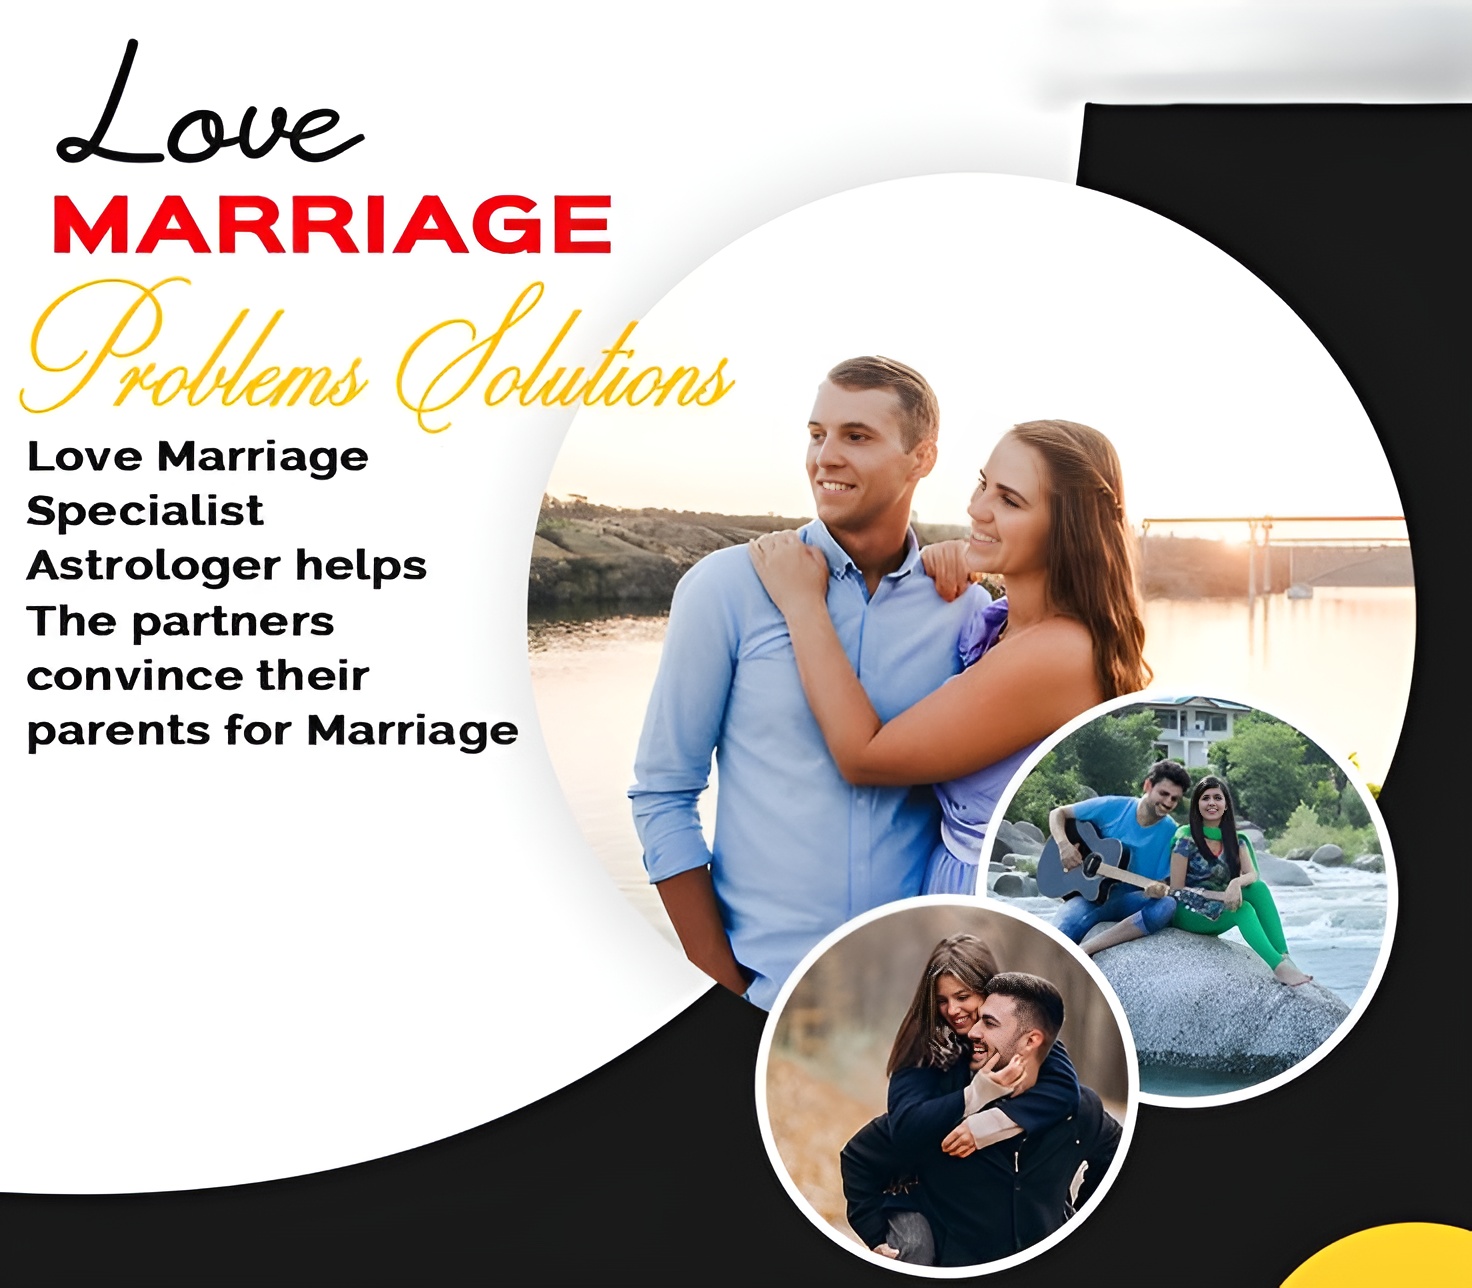 Love
MARRIAGE
Problems Solutions
Love Marriage
Specialist
Astrologer helps
The partners
convince their
parents for Marriage